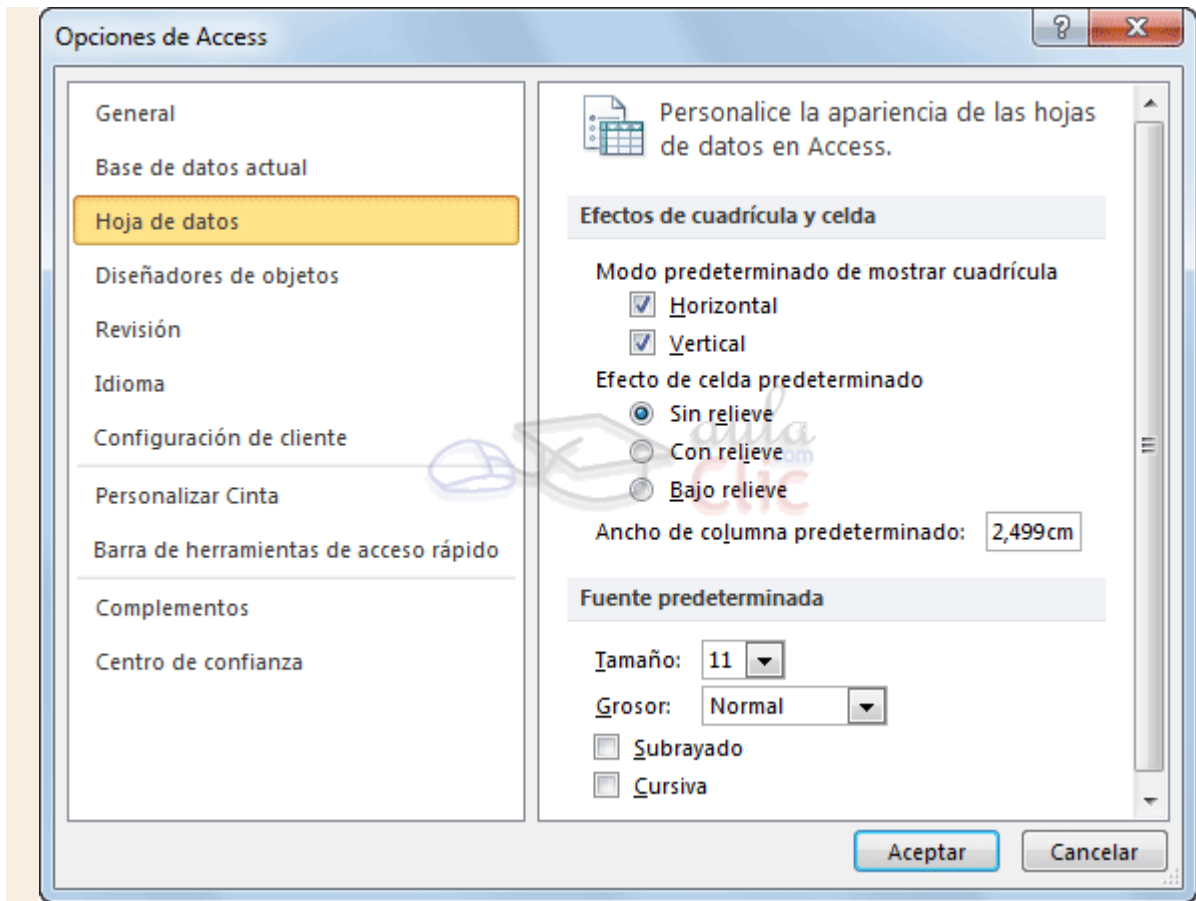 Opciones de Access
General
Base de datos actual
Hoja de datos
Diseñadores de objetos
Revisión
Idioma
Configuración de cliente
Personalizar Cinta
Barra de herramientas de acceso rápido
Complementos
Centro de confianza
Personalice la apariencia de las hojas
de datos en Access.
Efectos de cuadrícula y celda
Modo predeterminado de mostrar cuadrícula
Horizontal
Vertical
Efecto de celda predeterminado
Sin relieve
Con relieve
Bajo relieve
aula
.com
Clic
Ancho de columna predeterminado: 2,499cm
Fuente predeterminada
Tamaño: 11
Grosor: Normal
Subrayado
Cursiva
Aceptar Cancelar